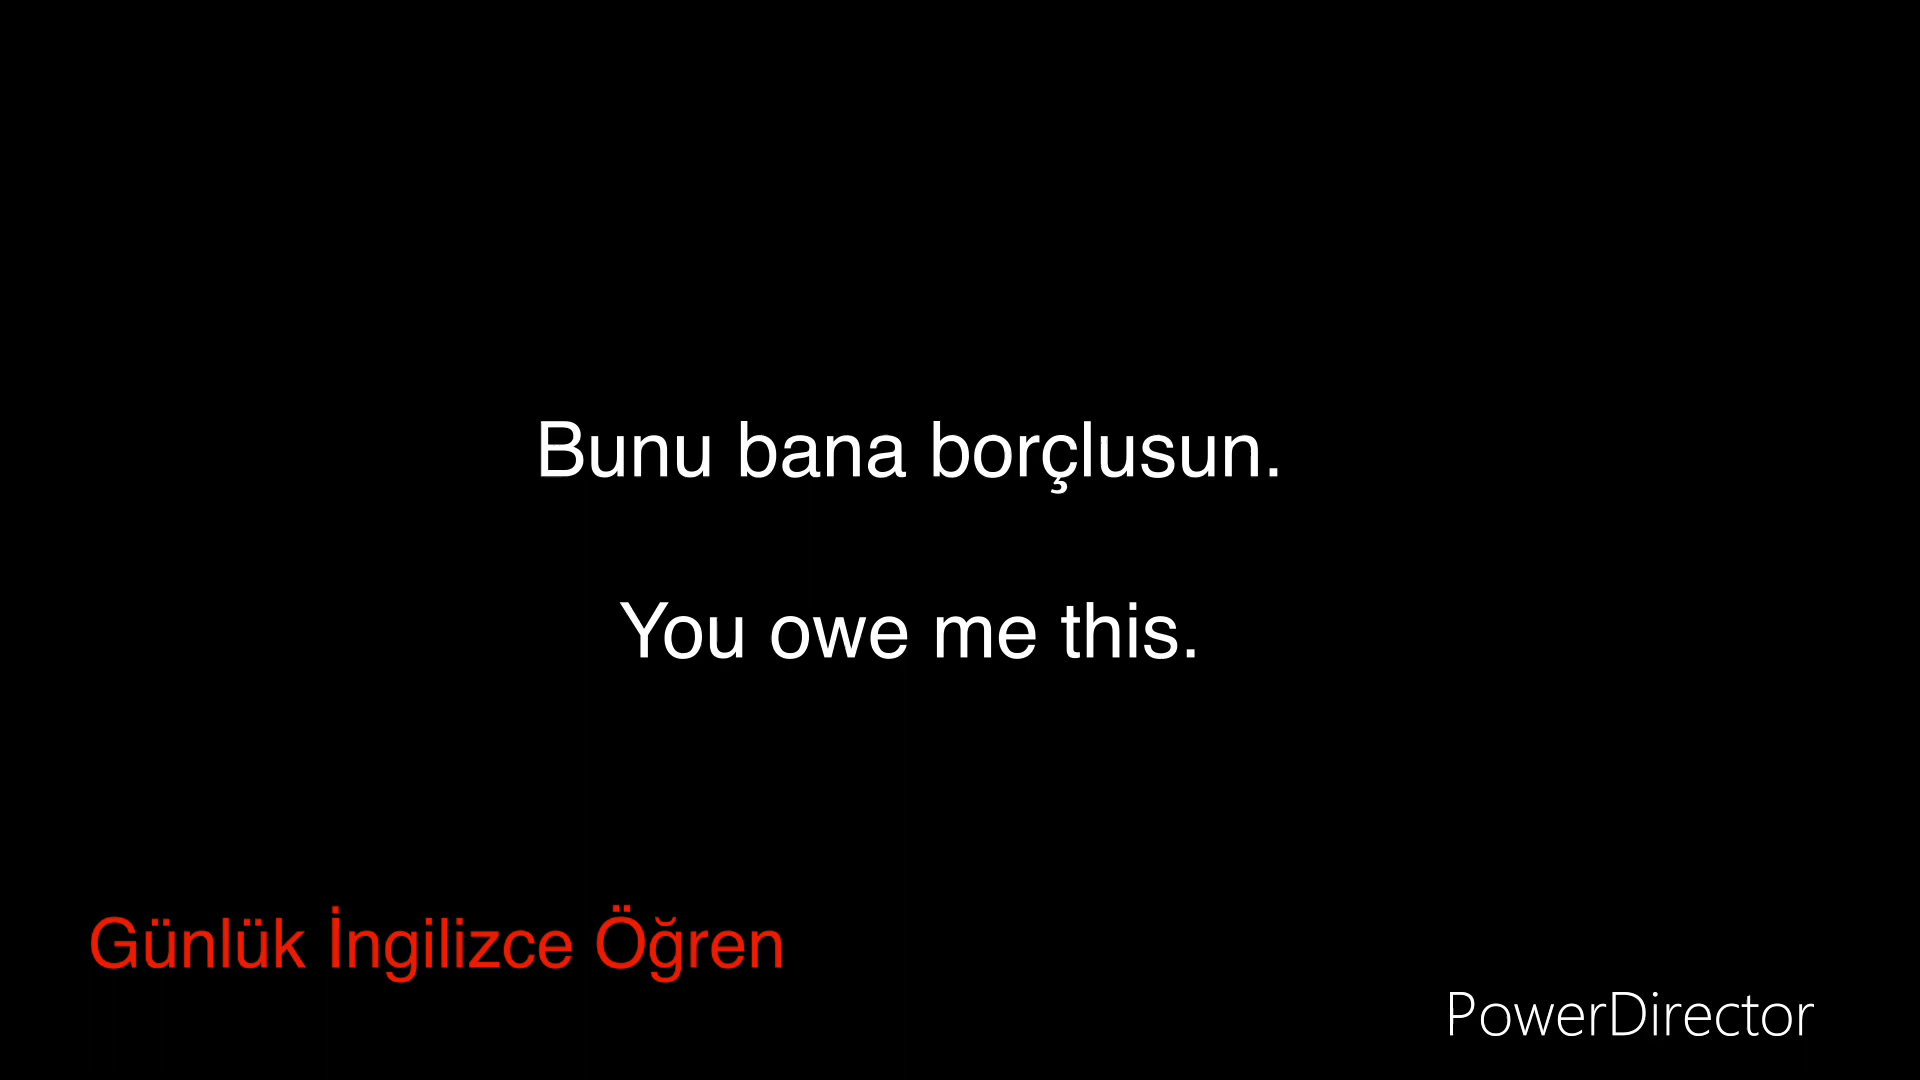 Bunu bana borçlusun.
You owe me this.
Günlük İngilizce Öğren
PowerDirector